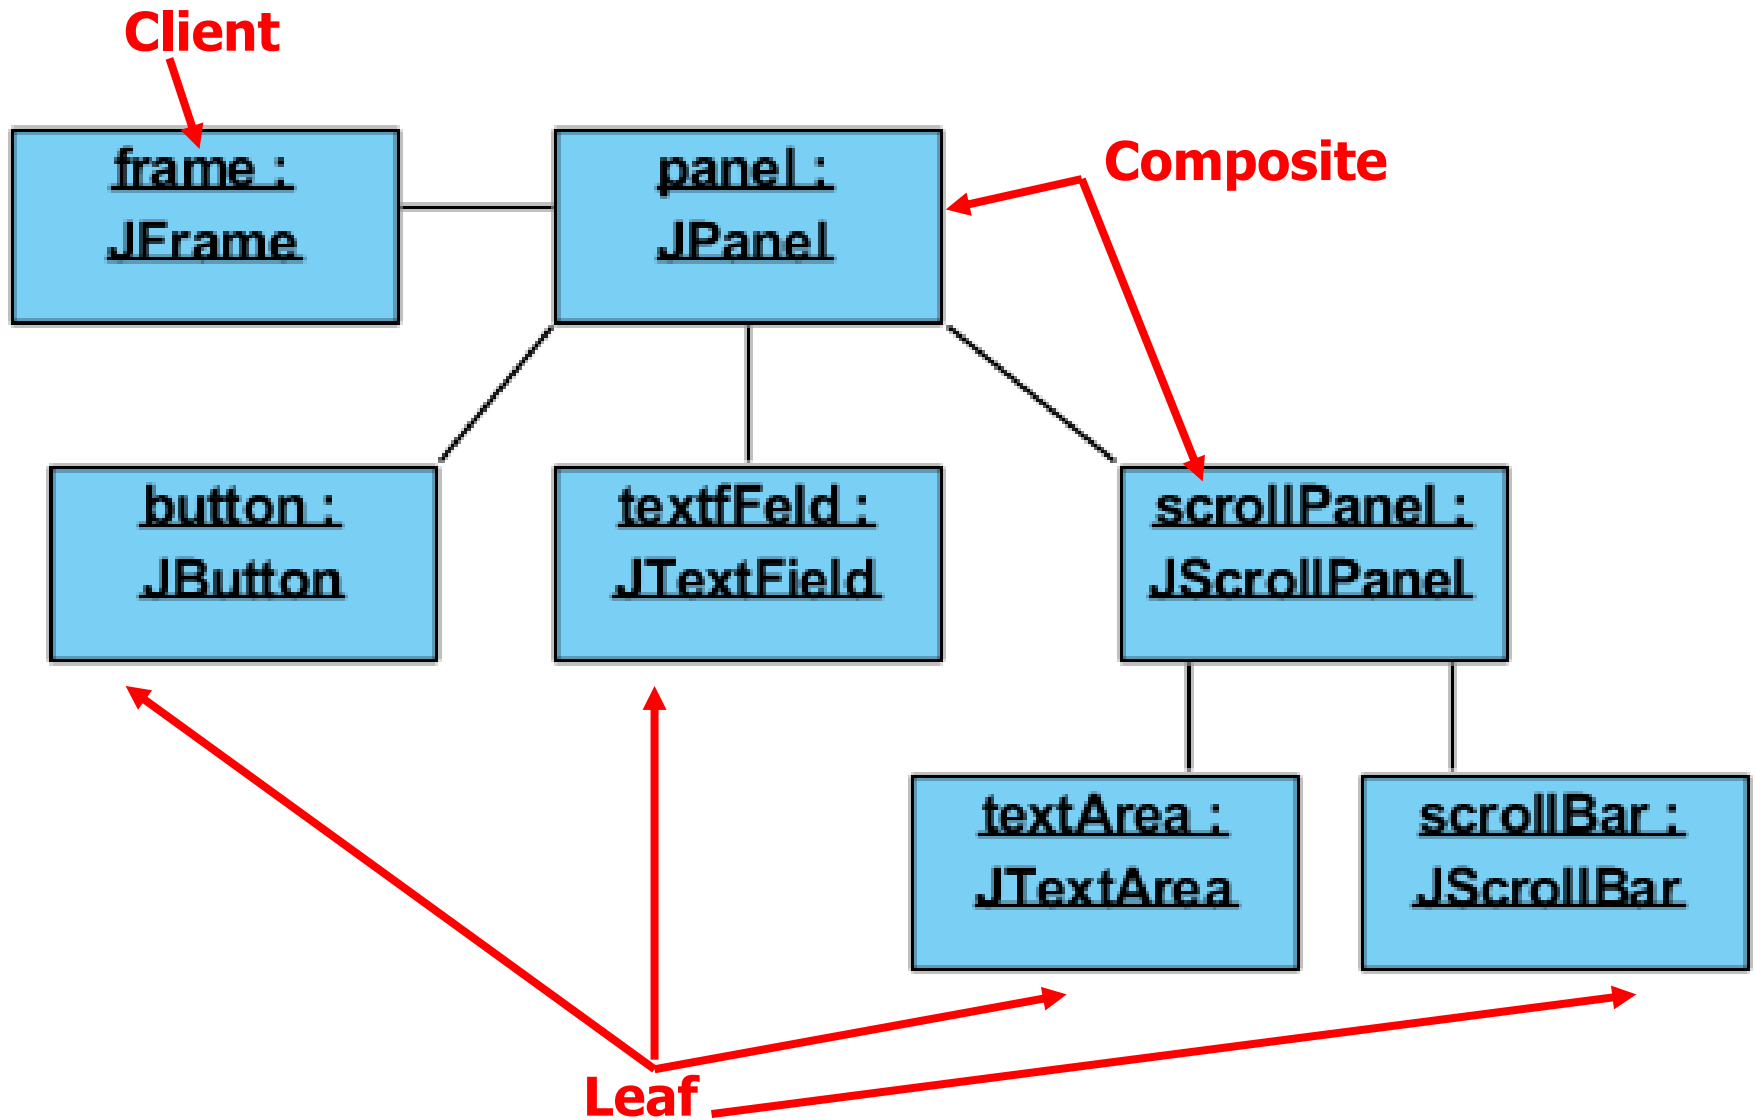 Client
frame :
JFrame
panel :
JPanel
Composite
button :
JButton
textfFeld :
JTextField
scrollPanel :
JScrollPanel
textArea :
JTextArea
scrollBar :
JScrollBar
Leaf